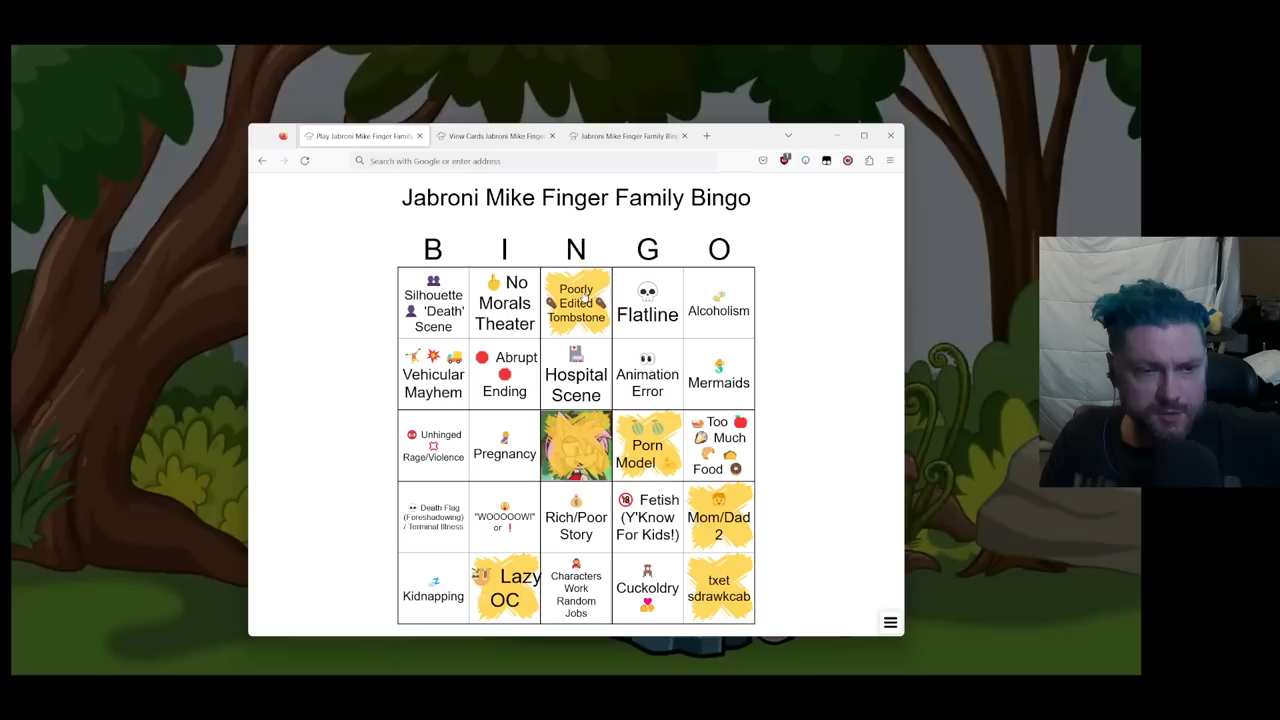 Play Jabroni Mike Finger Family
View Cards Jabroni Mike Finger
Jabroni Mike Finger Family Bing
Search with Google or enter address
Jabroni Mike Finger Family Bingo
B I N G O
Silhouette
'Death'
Scene
No
Morals
Theater
Poorly
Edited
Tombstone
Flatline
Alcoholism
Vehicular
Mayhem
Abrupt
Ending
Hospital
Scene
Animation
Error
Mermaids
Unhinged
Rage/Violence
Pregnancy
Porn
Model
Too
Much
Food
Death Flag
(Foreshadowing)
/ Terminal Illness
"WOOOOOW!"
or ❗
Rich/Poor
Story
Fetish
(Y'Know
For Kids!)
Mom/Dad
2
Kidnapping
Lazy
OC
Characters
Work
Random
Jobs
Cuckoldry
txet
sdrawkcab